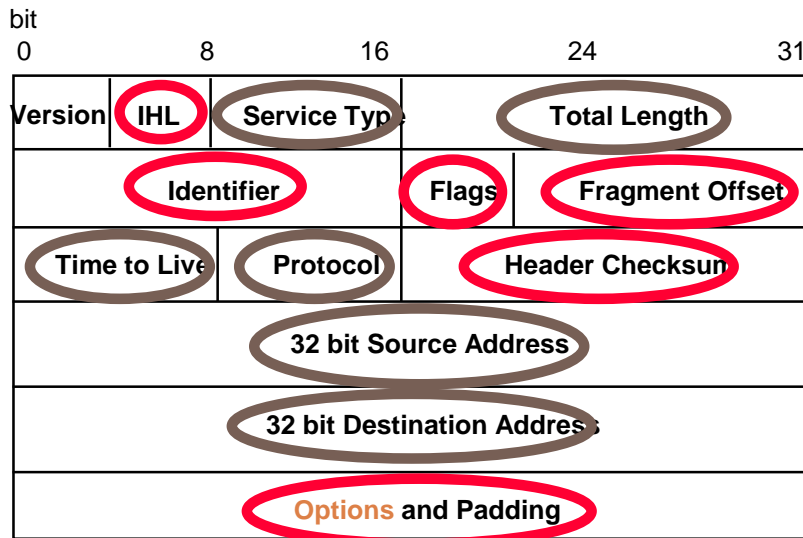 bit
0 8 16 24 31
Version IHL Service Type Total Length
Identifier Flags Fragment Offset
Time to Live Protocol Header Checksum
32 bit Source Address
32 bit Destination Address
Options and Padding